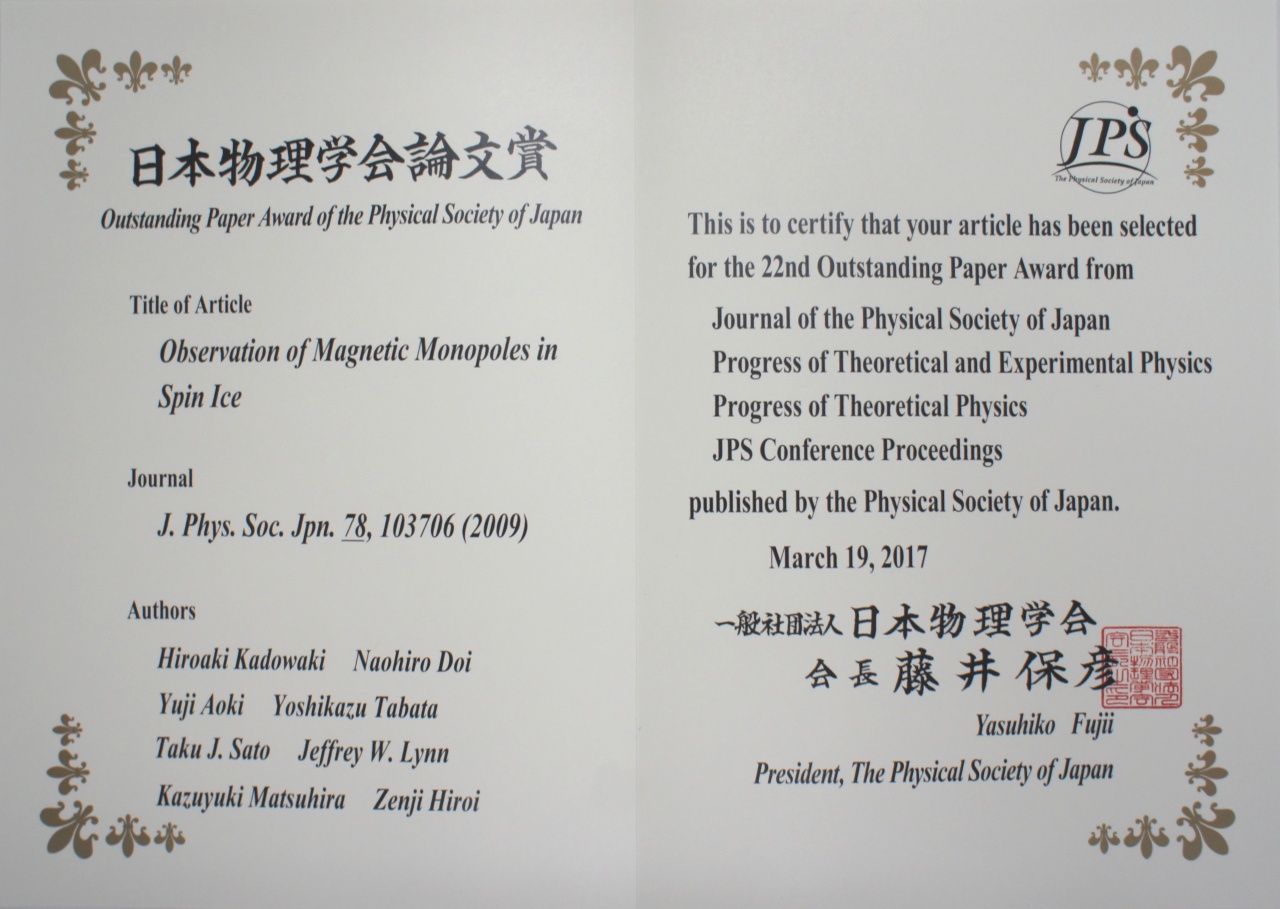 日本物理学会論文賞
Outstanding Paper Award of the Physical Society of Japan
Title of Article
Observation of Magnetic Monopoles in
Spin Ice
Journal
J. Phys. Soc. Jpn. 78, 103706 (2009)
Authors
Hiroaki Kadowaki Naohiro Doi
Yuji Aoki Yoshikazu Tabata
Taku J. Sato Jeffrey W. Lynn
Kazuyuki Matsuhira Zenji Hiroi
JPS
The Physical Society of Japan
This is to certify that your article has been selected
for the 22nd Outstanding Paper Award from
Journal of the Physical Society of Japan
Progress of Theoretical and Experimental Physics
Progress of Theoretical Physics
JPS Conference Proceedings
published by the Physical Society of Japan.
March 19, 2017
一般社団法人 日本物理学会
会長 藤井保彦
Yasuhiko Fujii
President, The Physical Society of Japan